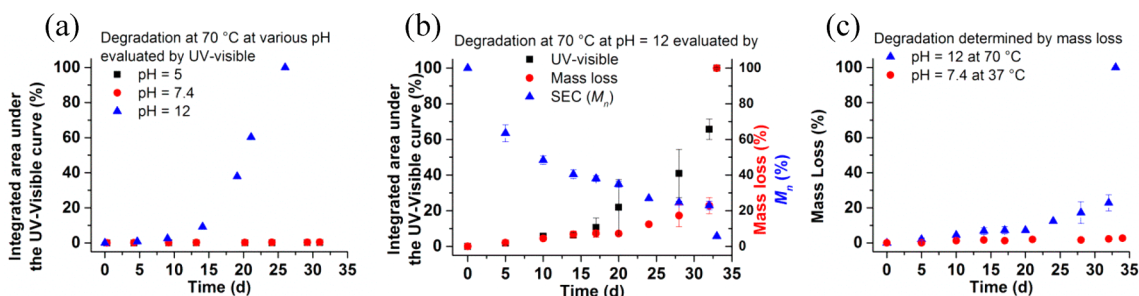 (a)
Degradation at 70 °C at various pH
evaluated by UV-visible
pH = 5
pH = 7.4
pH = 12
Integrated area under
the UV-Visible curve (%)
100
80
60
40
20
0
0 5 10 15 20 25 30 35
Time (d)
(b)
Degradation at 70 °C at pH = 12 evaluated by
UV-visible
Mass loss
SEC (Mn)
Integrated area under
the UV-Visible curve (%)
100
80
60
40
20
0
0 5 10 15 20 25 30 35
Time (d)
100
80
60
40
20
0
Mass loss (%)
Mn (%)
(c)
Degradation determined by mass loss
pH = 12 at 70 °C
pH = 7.4 at 37 °C
Mass Loss (%)
100
80
60
40
20
0
0 5 10 15 20 25 30 35
Time (d)